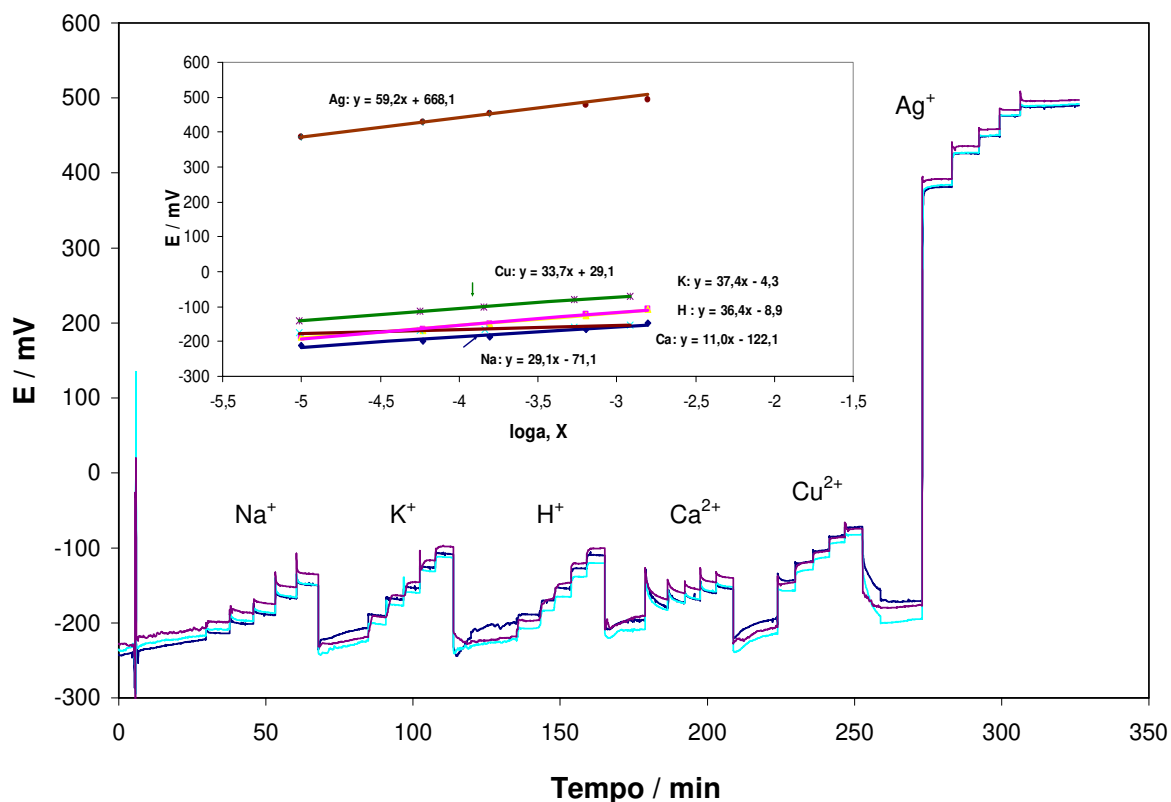 600
500
400
300
200
100
0
-100
-200
-300
E / mV
0
50
100
150
200
250
300
350
Tempo / min
Na⁺
K⁺
H⁺
Ca²⁺
Cu²⁺
Ag⁺
600
500
400
300
200
100
0
-100
-200
-300
E / mV
-5,5
-5
-4,5
-4
-3,5
-3
-2,5
-2
-1,5
loga, X
Ag: y = 59,2x + 668,1
Cu: y = 33,7x + 29,1
K: y = 37,4x - 4,3
H : y = 36,4x - 8,9
Ca: y = 11,0x - 122,1
Na: y = 29,1x - 71,1